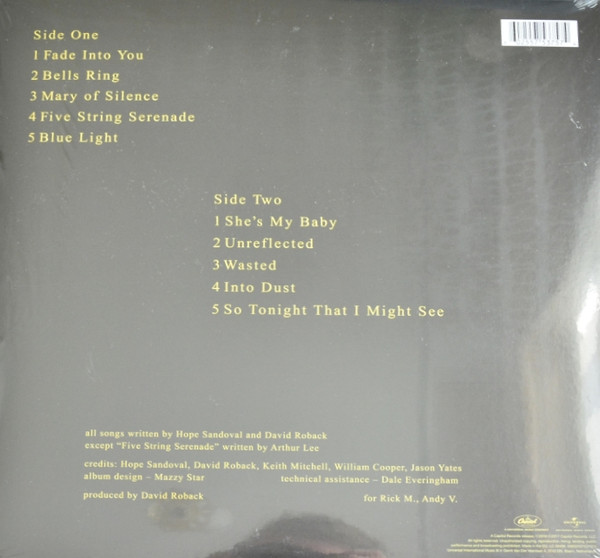 Side One
1 Fade Into You
2 Bells Ring
3 Mary of Silence
4 Five String Serenade
5 Blue Light
Side Two
1 She's My Baby
2 Unreflected
3 Wasted
4 Into Dust
5 So Tonight That I Might See
all songs written by Hope Sandoval and David Roback
except "Five String Serenade" written by Arthur Lee
credits: Hope Sandoval, David Roback, Keith Mitchell, William Cooper, Jason Yates
album design – Mazzy Star technical assistance – Dale Everingham
produced by David Roback for Rick M., Andy V.
Capitol